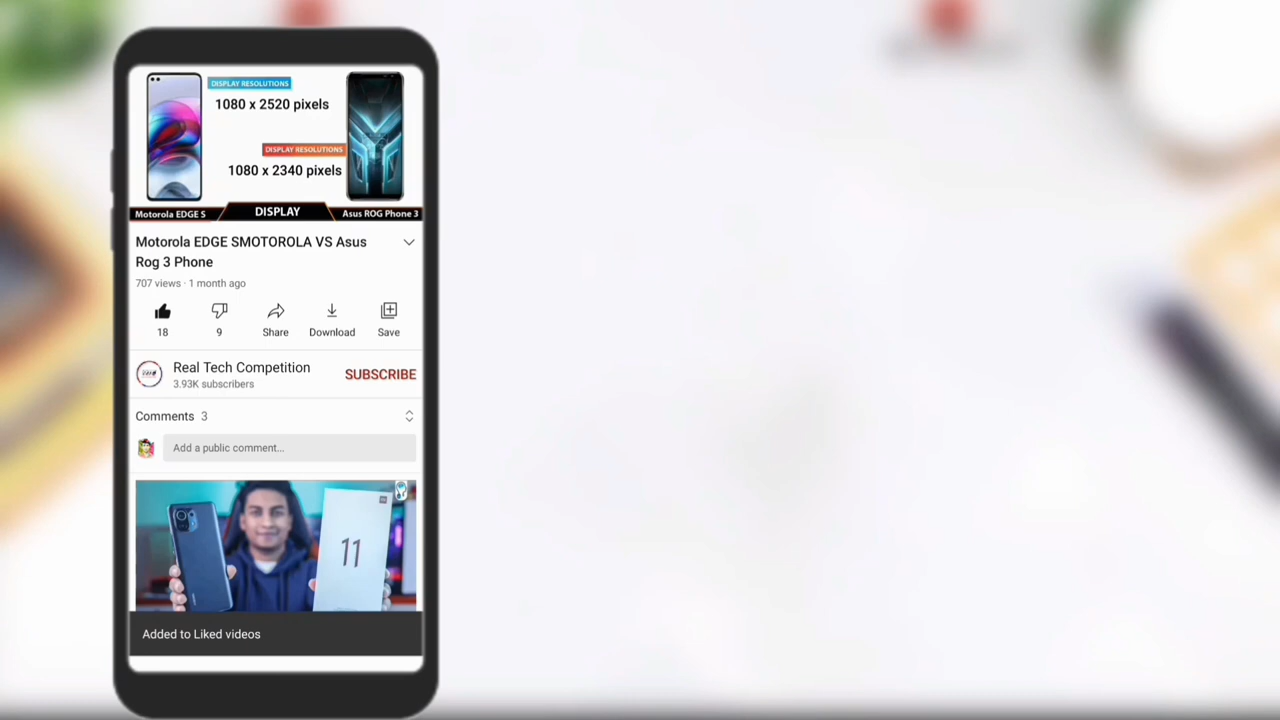 DISPLAY RESOLUTIONS
1080 x 2520 pixels
DISPLAY RESOLUTIONS
1080 x 2340 pixels
Motorola EDGE S
DISPLAY
Asus ROG Phone 3
Motorola EDGE SMOTOROLA VS Asus
Rog 3 Phone
707 views · 1 month ago
18
9
Share
Download
Save
Real Tech Competition
3.93K subscribers
SUBSCRIBE
Comments 3
Add a public comment...
11
Added to Liked videos